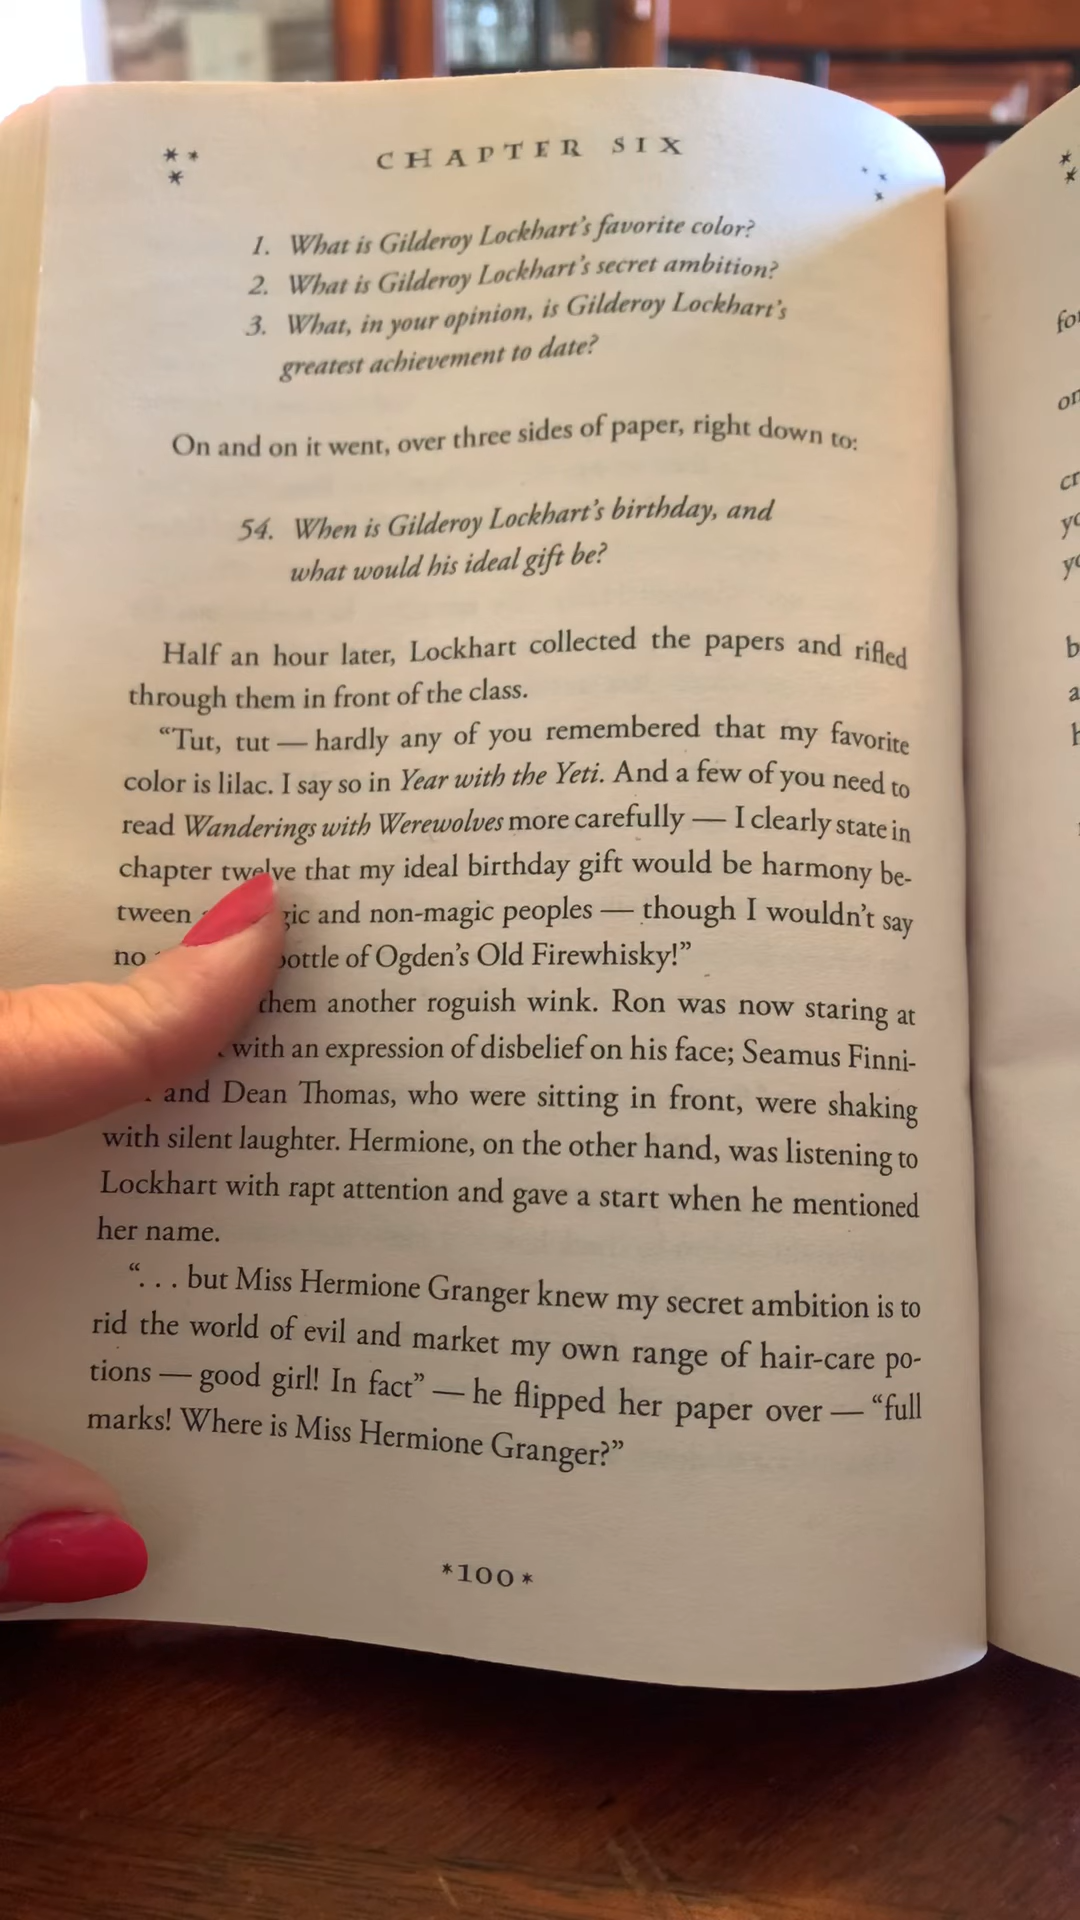 CHAPTER SIX
1. What is Gilderoy Lockhart's favorite color?
2. What is Gilderoy Lockhart's secret ambition?
3. What, in your opinion, is Gilderoy Lockhart's
greatest achievement to date?
On and on it went, over three sides of paper, right down to:
54. When is Gilderoy Lockhart's birthday, and
what would his ideal gift be?
Half an hour later, Lockhart collected the papers and rifled
through them in front of the class.
“Tut, tut — hardly any of you remembered that my favorite
color is lilac. I say so in Year with the Yeti. And a few of you need to
read Wanderings with Werewolves more carefully — I clearly state in
chapter twelve that my ideal birthday gift would be harmony be-
tween and non-magic peoples — though I wouldn't say
no bottle of Ogden's Old Firewhisky!”
them another roguish wink. Ron was now staring at
with an expression of disbelief on his face; Seamus Finni-
and Dean Thomas, who were sitting in front, were shaking
with silent laughter. Hermione, on the other hand, was listening to
Lockhart with rapt attention and gave a start when he mentioned
her name.
“. . . but Miss Hermione Granger knew my secret ambition is to
rid the world of evil and market my own range of hair-care po-
tions — good girl! In fact” — he flipped her paper over — “full
marks! Where is Miss Hermione Granger?”
*100*